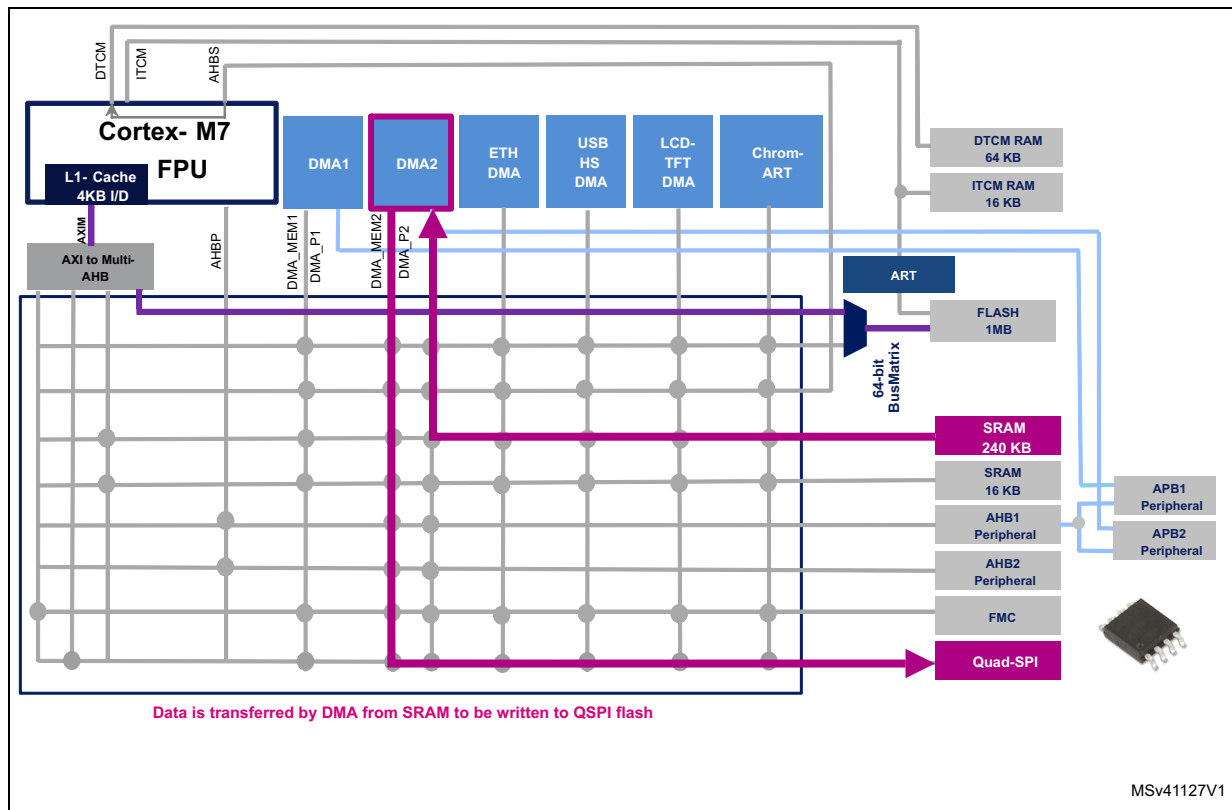 DTCM
ITCM
AHBS
Cortex- M7
FPU
L1- Cache
4KB I/D
DMA1
DMA2
ETH
DMA
USB
HS
DMA
LCD-
TFT
DMA
Chrom-
ART
DTCM RAM
64 KB
ITCM RAM
16 KB
AXIM
AHBP
DMA_MEM1
DMA_P1
DMA_MEM2
DMA_P2
AXI to Multi-
AHB
ART
FLASH
1MB
64-bit
BusMatrix
SRAM
240 KB
SRAM
16 KB
AHB1
Peripheral
APB1
Peripheral
APB2
Peripheral
AHB2
Peripheral
FMC
Quad-SPI
Data is transferred by DMA from SRAM to be written to QSPI flash
MSv41127V1